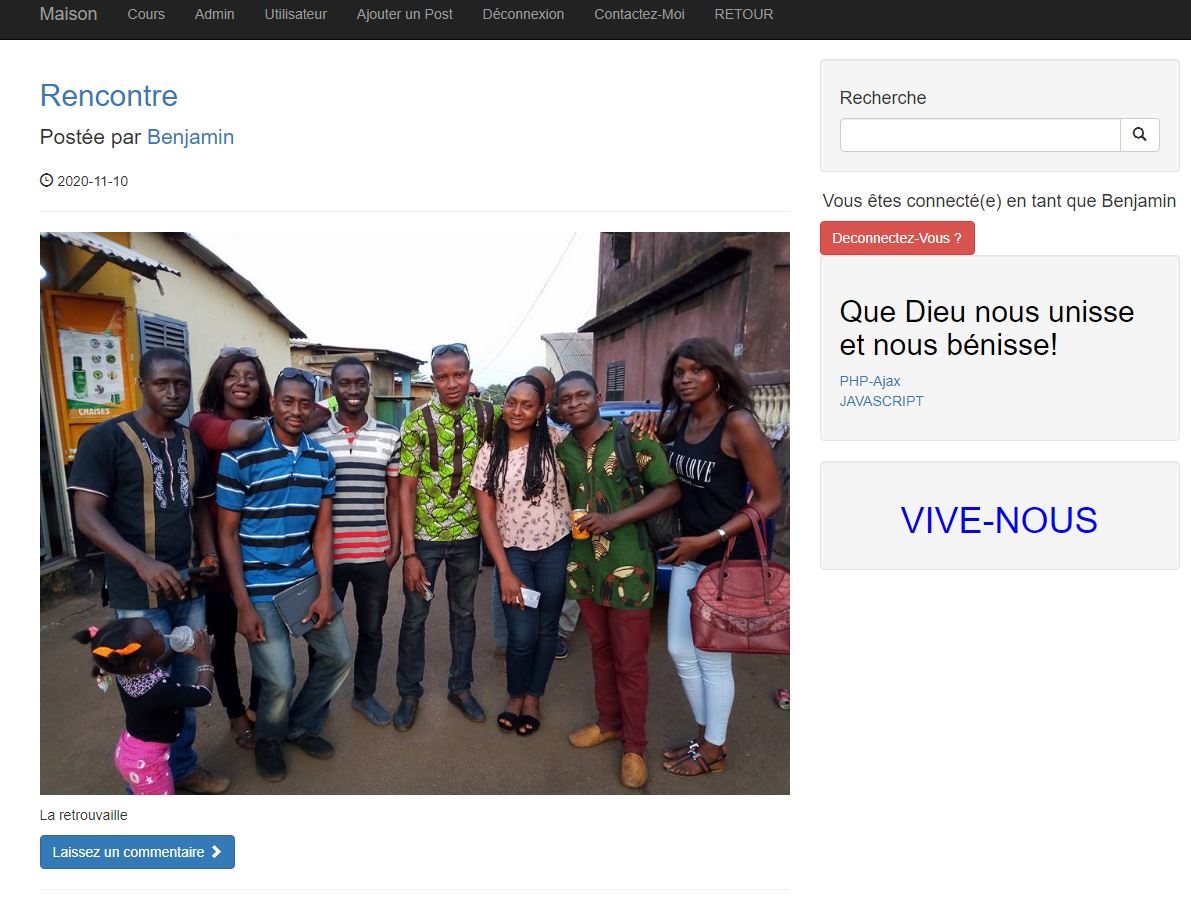 Maison Cours Admin Utilisateur Ajouter un Post Déconnexion Contactez-Moi RETOUR
Rencontre
Postée par Benjamin
2020-11-10
CHAISES
La retrouvaille
Laissez un commentaire
Recherche
Vous êtes connecté(e) en tant que Benjamin
Deconnectez-Vous ?
Que Dieu nous unisse
et nous bénisse!
PHP-Ajax
JAVASCRIPT
VIVE-NOUS